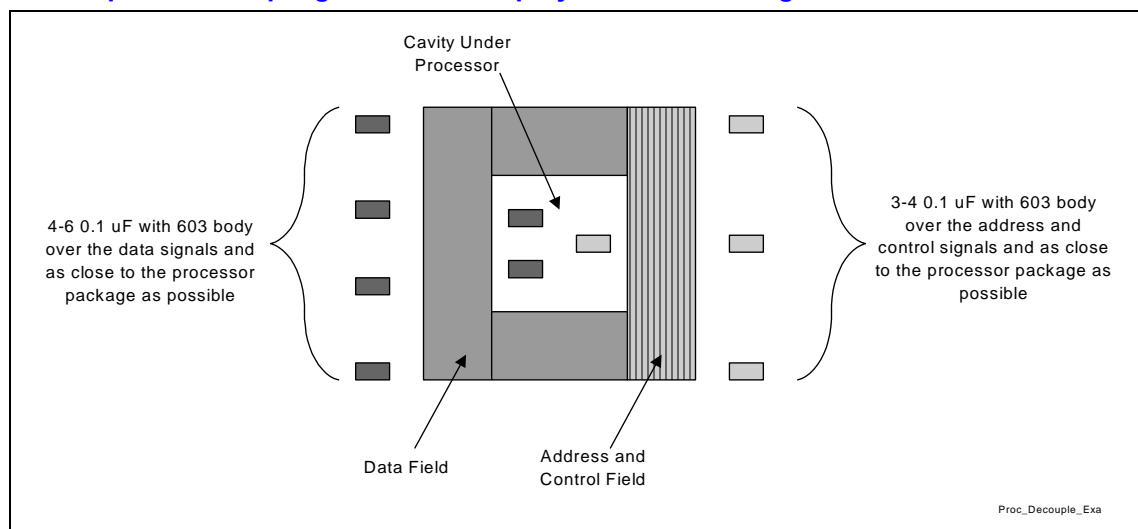 Cavity Under
Processor
4-6 0.1 uF with 603 body
over the data signals and
as close to the processor
package as possible
3-4 0.1 uF with 603 body
over the address and
control signals and as close
to the processor package as
possible
Data Field
Address and
Control Field
Proc_Decouple_Exa